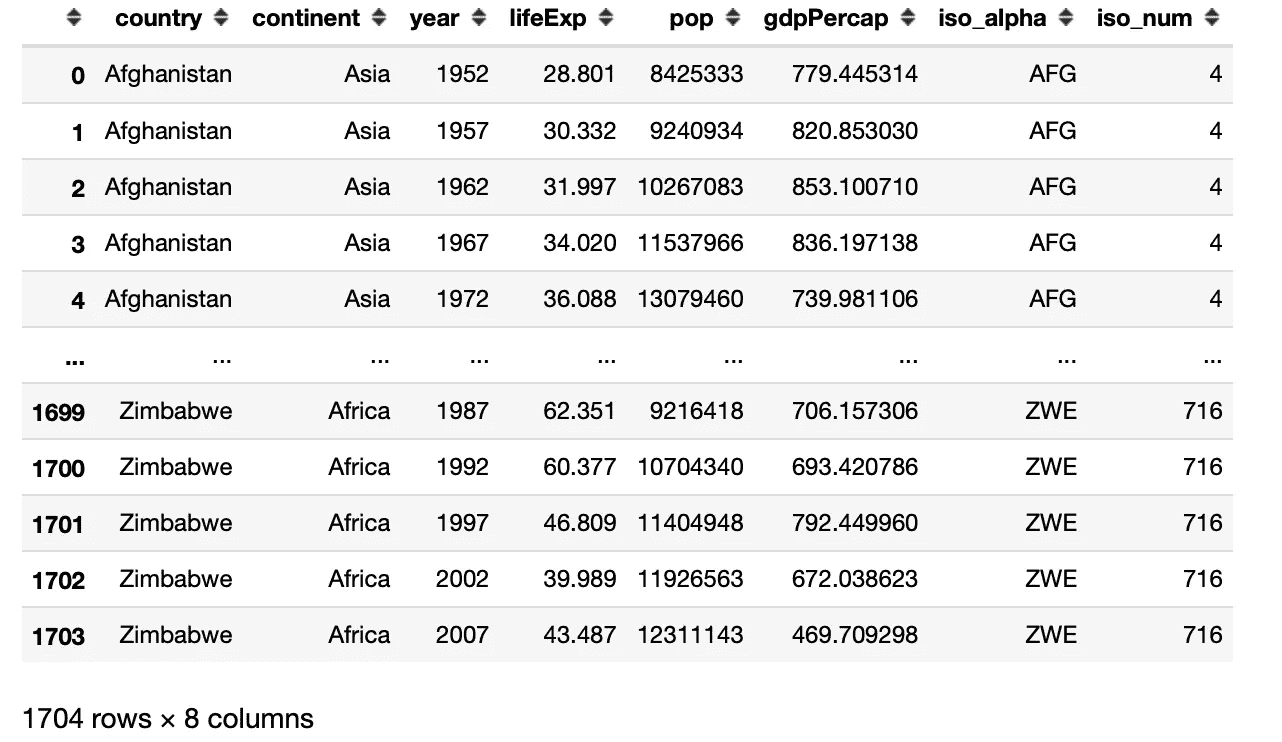 country continent year lifeExp pop gdpPercap iso_alpha iso_num
0 Afghanistan Asia 1952 28.801 8425333 779.445314 AFG 4
1 Afghanistan Asia 1957 30.332 9240934 820.853030 AFG 4
2 Afghanistan Asia 1962 31.997 10267083 853.100710 AFG 4
3 Afghanistan Asia 1967 34.020 11537966 836.197138 AFG 4
4 Afghanistan Asia 1972 36.088 13079460 739.981106 AFG 4
... ... ... ... ... ... ... ... ...
1699 Zimbabwe Africa 1987 62.351 9216418 706.157306 ZWE 716
1700 Zimbabwe Africa 1992 60.377 10704340 693.420786 ZWE 716
1701 Zimbabwe Africa 1997 46.809 11404948 792.449960 ZWE 716
1702 Zimbabwe Africa 2002 39.989 11926563 672.038623 ZWE 716
1703 Zimbabwe Africa 2007 43.487 12311143 469.709298 ZWE 716
1704 rows × 8 columns